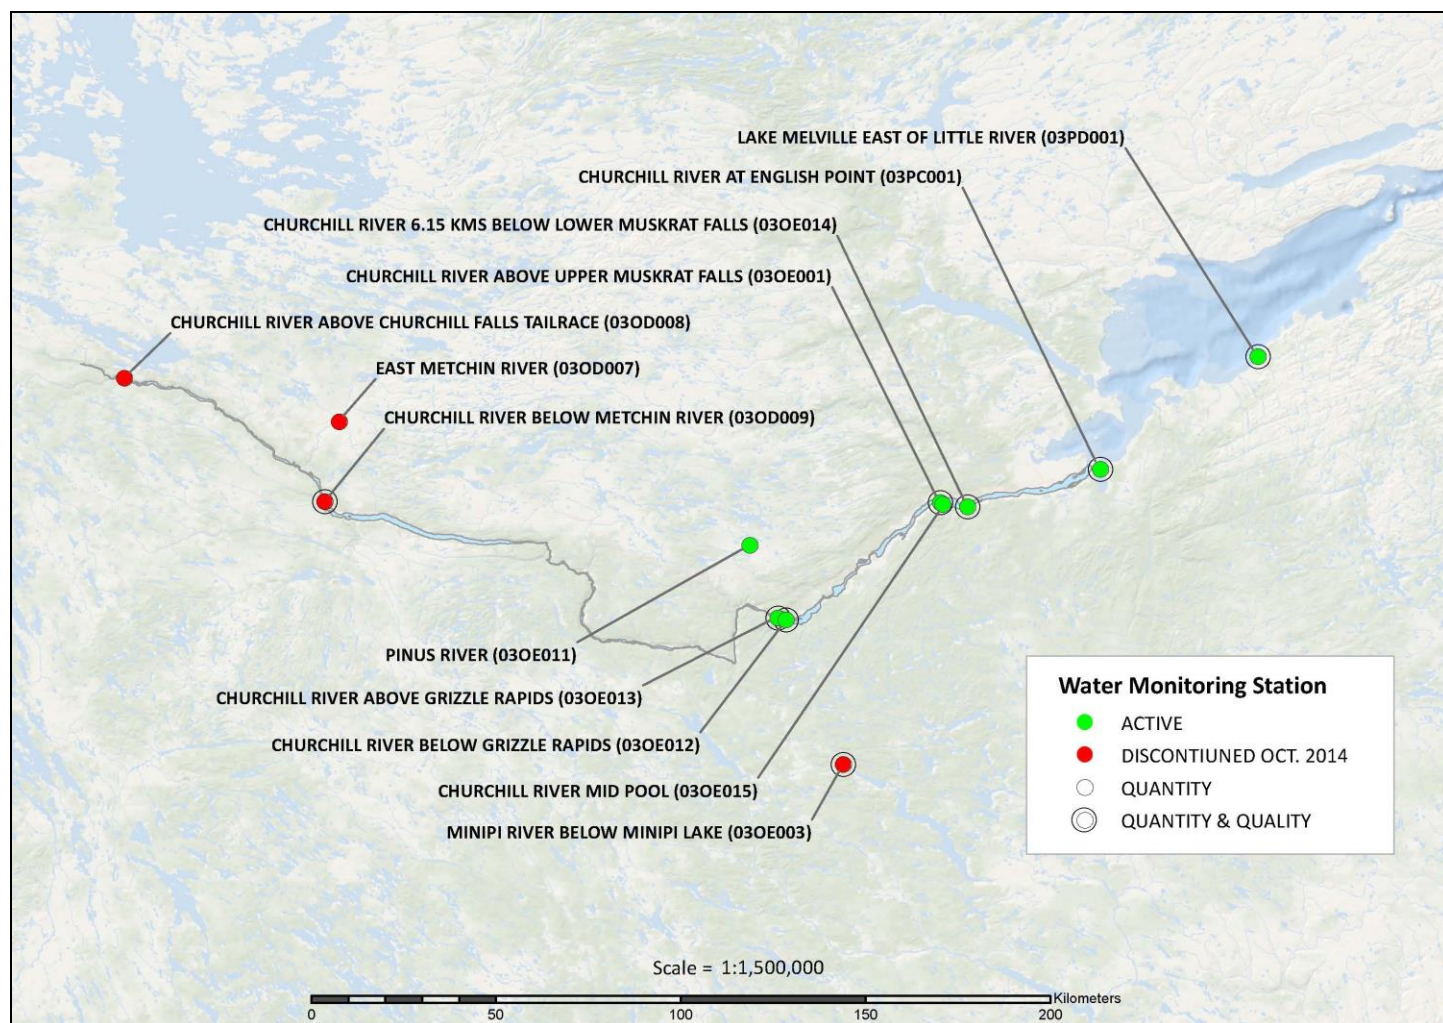 LAKE MELVILLE EAST OF LITTLE RIVER (03PD001)
CHURCHILL RIVER AT ENGLISH POINT (03PC001)
CHURCHILL RIVER 6.15 KMS BELOW LOWER MUSKRAT FALLS (03OE014)
CHURCHILL RIVER ABOVE UPPER MUSKRAT FALLS (03OE001)
CHURCHILL RIVER ABOVE CHURCHILL FALLS TAILRACE (03OD008)
EAST METCHIN RIVER (03OD007)
CHURCHILL RIVER BELOW METCHIN RIVER (03OD009)
PINUS RIVER (03OE011)
CHURCHILL RIVER ABOVE GRIZZLE RAPIDS (03OE013)
CHURCHILL RIVER BELOW GRIZZLE RAPIDS (03OE012)
CHURCHILL RIVER MID POOL (03OE015)
MINIPI RIVER BELOW MINIPI LAKE (03OE003)
Water Monitoring Station
ACTIVE
DISCONTIUNED OCT. 2014
QUANTITY
QUANTITY & QUALITY
Scale = 1:1,500,000
Kilometers
0 50 100 150 200